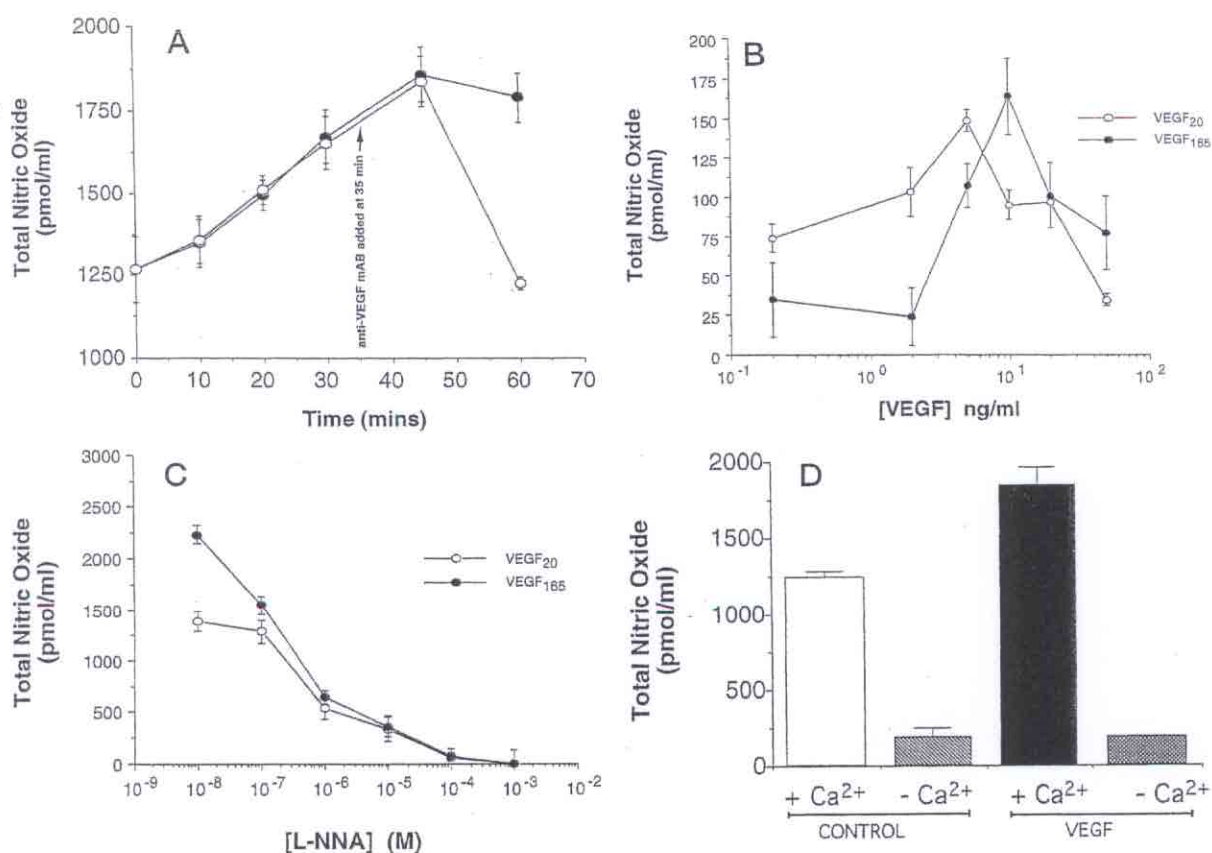 A
Total Nitric Oxide
(pmol/ml)
2000
1750
1500
1250
1000
anti-VEGF mAB added at 35 min
0 10 20 30 40 50 60 70
Time (mins)
B
Total Nitric Oxide
(pmol/ml)
200
175
150
125
100
75
50
25
0
VEGF20
VEGF165
10-1 100 101 102
[VEGF] ng/ml
C
Total Nitric Oxide
(pmol/ml)
3000
2500
2000
1500
1000
500
0
VEGF20
VEGF165
10-9 10-8 10-7 10-6 10-5 10-4 10-3 10-2
[L-NNA] (M)
D
Total Nitric Oxide
(pmol/ml)
2000
1500
1000
500
0
+ Ca2+ - Ca2+ + Ca2+ - Ca2+
CONTROL VEGF